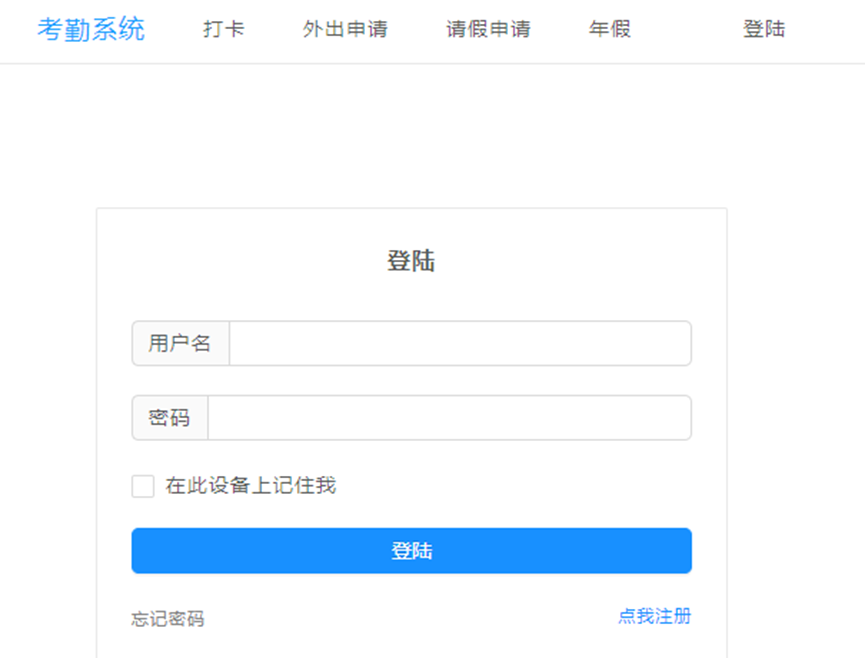 考勤系统 打卡 外出申请 请假申请 年假 登陆
登陆
用户名
密码
在此设备上记住我
登陆
忘记密码 点我注册